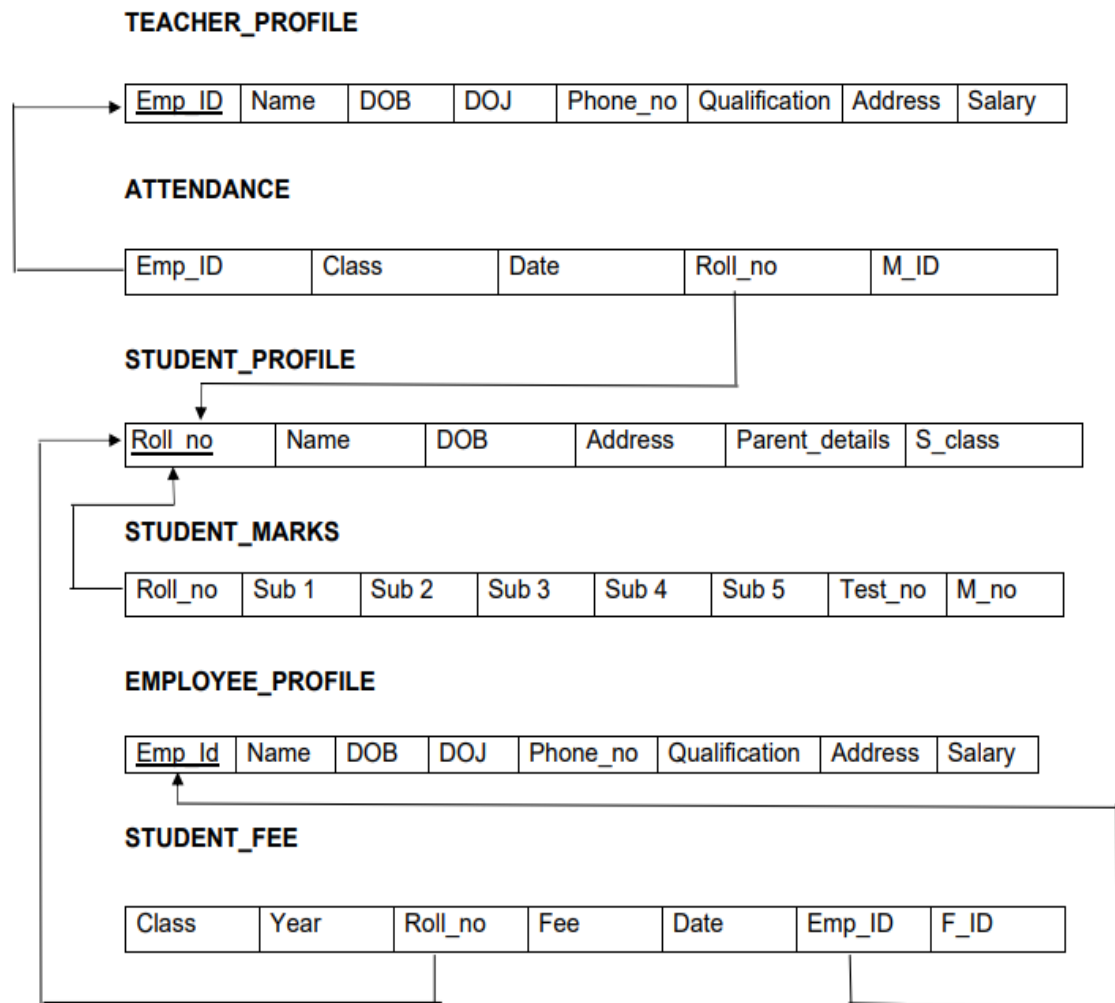 TEACHER_PROFILE
Emp_ID Name DOB DOJ Phone_no Qualification Address Salary
ATTENDANCE
Emp_ID Class Date Roll_no M_ID
STUDENT_PROFILE
Roll_no Name DOB Address Parent_details S_class
STUDENT_MARKS
Roll_no Sub 1 Sub 2 Sub 3 Sub 4 Sub 5 Test_no M_no
EMPLOYEE_PROFILE
Emp_Id Name DOB DOJ Phone_no Qualification Address Salary
STUDENT_FEE
Class Year Roll_no Fee Date Emp_ID F_ID